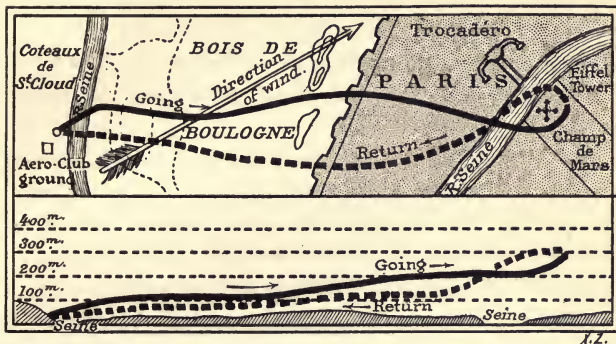 Coteaux
de
St Cloud
Seine
BOIS DE
BOULOGNE
Going
Direction
of wind.
Trocadéro
PARIS
Eiffel
Tower
Champ
de
Mars
Return
R. Seine
Aero-Club
ground
400m.
300m.
200m.
100m.
Going
Return
Seine
Seine
X.Z.